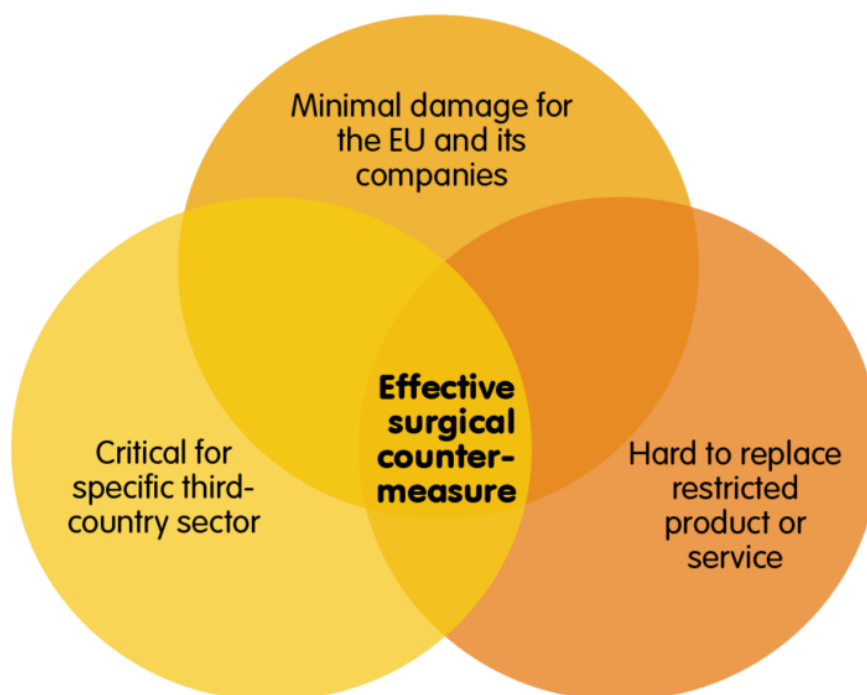 Minimal damage for
the EU and its
companies
Effective
surgical
counter-
measure
Critical for
specific third-
country sector
Hard to replace
restricted
product or
service